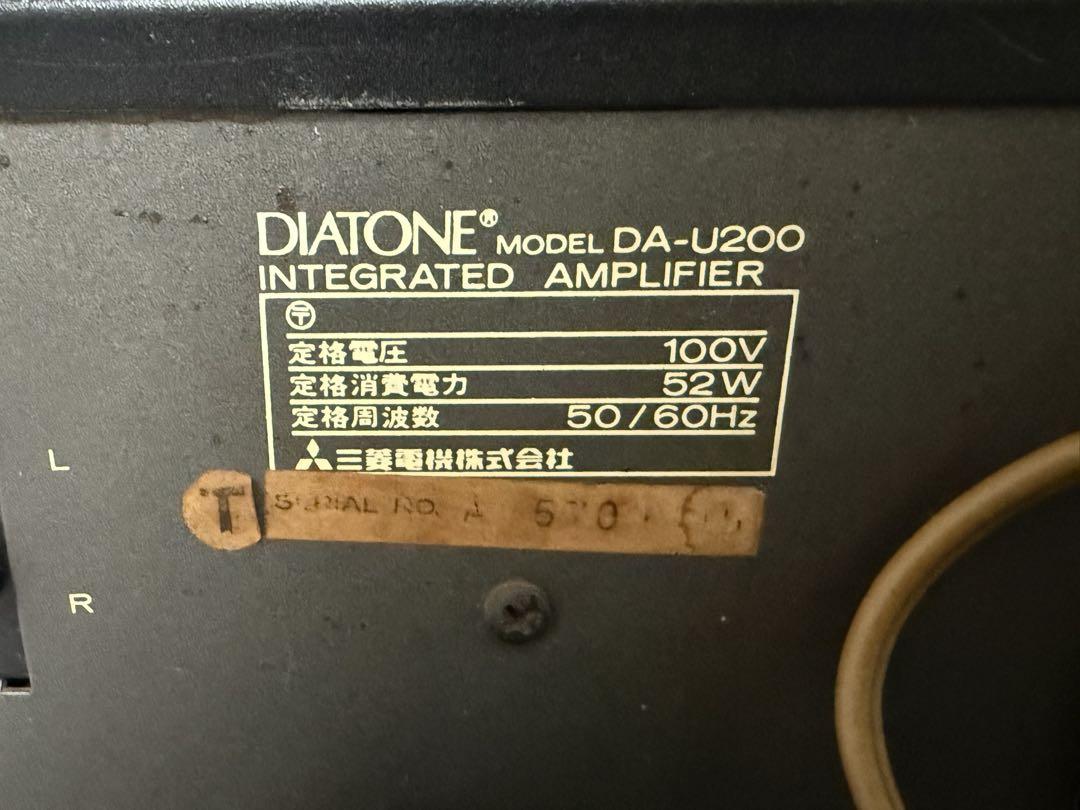 DIATONE® MODEL DA-U200
INTEGRATED AMPLIFIER
〶
定格電圧 100V
定格消費電力 52W
定格周波数 50/60Hz
三菱電機株式会社
T SERIAL NO. A
L
R